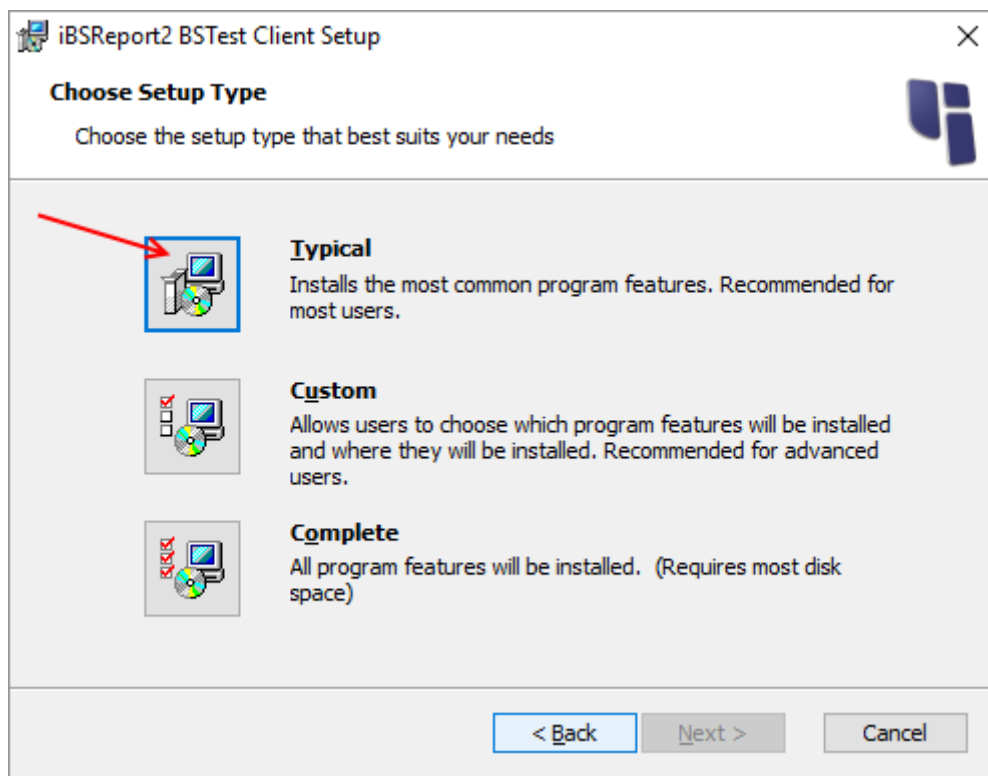 iBSReport2 BSTest Client Setup
Choose Setup Type
Choose the setup type that best suits your needs
Typical
Installs the most common program features. Recommended for
most users.
Custom
Allows users to choose which program features will be installed
and where they will be installed. Recommended for advanced
users.
Complete
All program features will be installed.  (Requires most disk
space)
< Back Next > Cancel